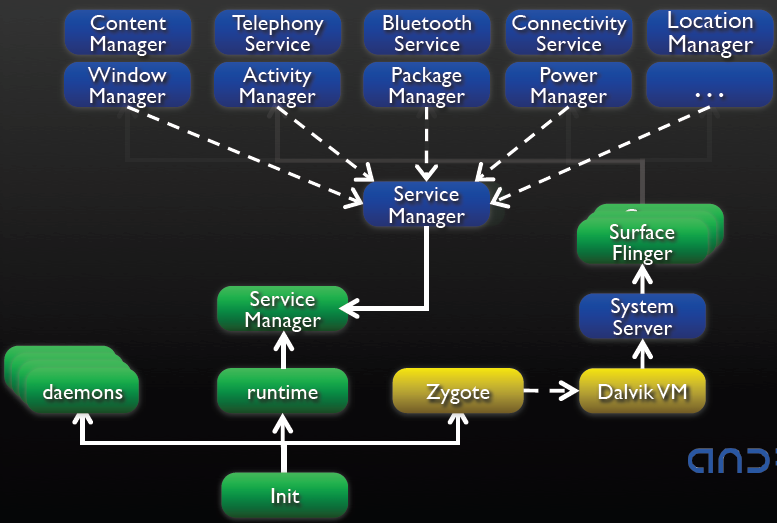 Content
Manager
Telephony
Service
Bluetooth
Service
Connectivity
Service
Location
Manager
Window
Manager
Activity
Manager
Package
Manager
Power
Manager
...
Service
Manager
Surface
Flinger
Service
Manager
System
Server
daemons
runtime
Zygote
Dalvik VM
Init